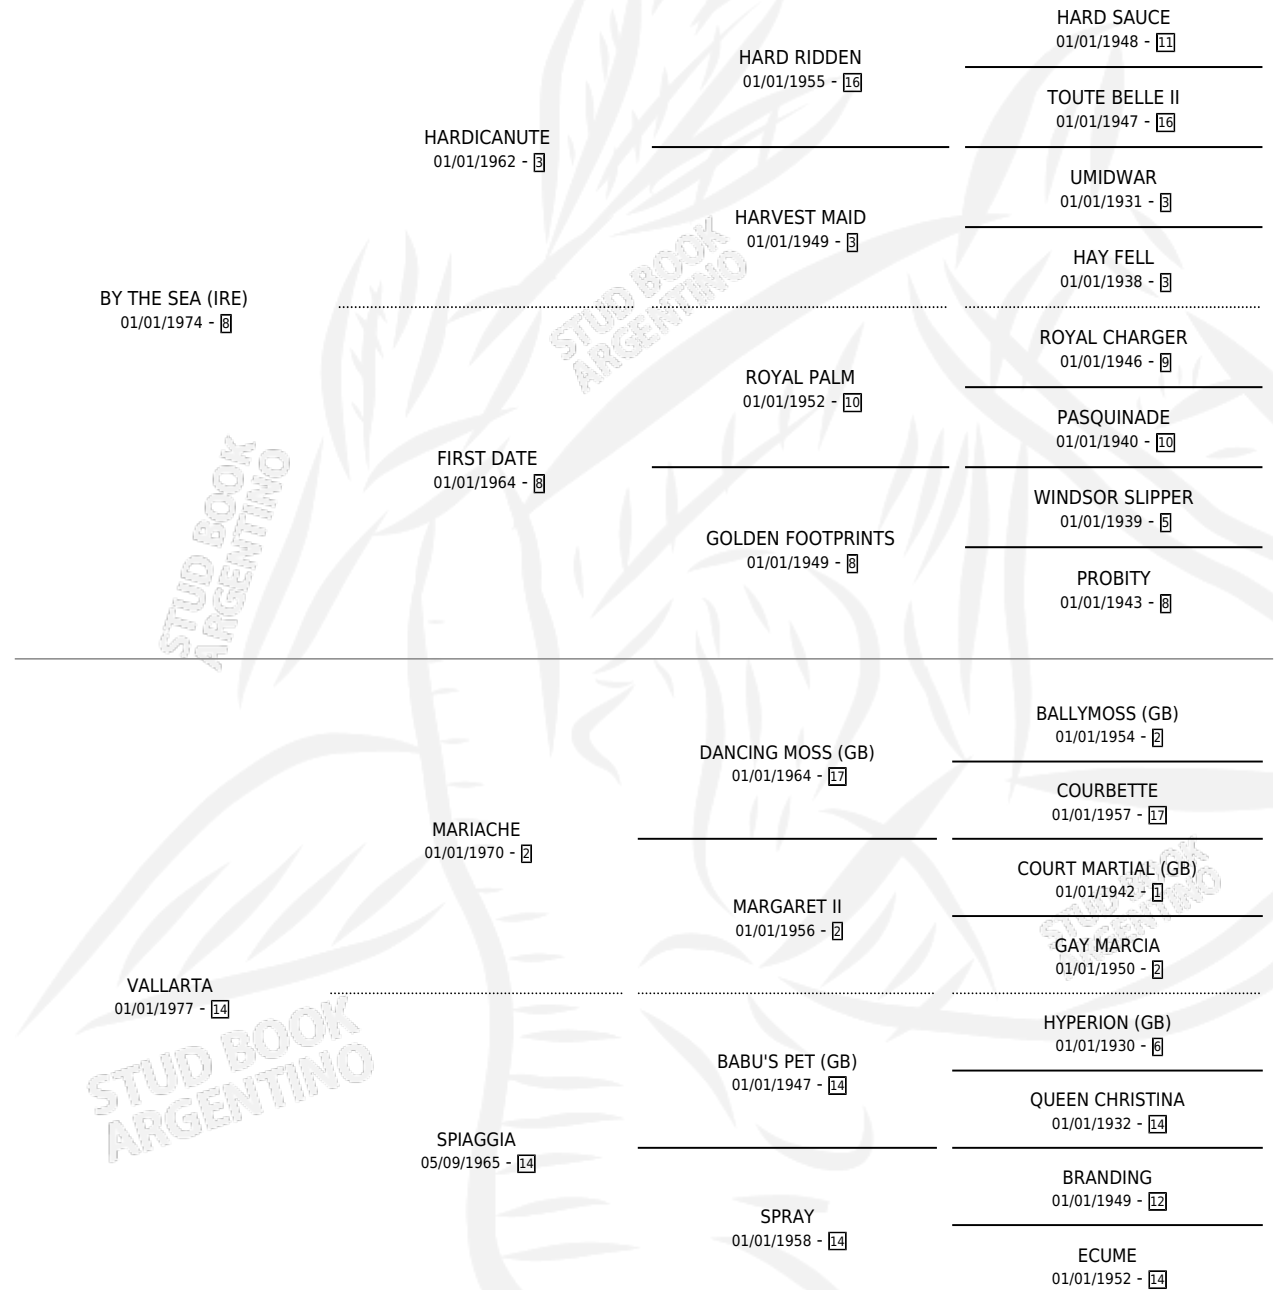 HARD SAUCE
01/01/1948 - 11
HARD RIDDEN
01/01/1955 - 16
TOUTE BELLE II
01/01/1947 - 16
HARDICANUTE
01/01/1962 - 3
UMIDWAR
01/01/1931 - 3
HARVEST MAID
01/01/1949 - 3
HAY FELL
01/01/1938 - 3
BY THE SEA (IRE)
01/01/1974 - 8
ROYAL CHARGER
01/01/1946 - 9
ROYAL PALM
01/01/1952 - 10
PASQUINADE
01/01/1940 - 10
FIRST DATE
01/01/1964 - 8
WINDSOR SLIPPER
01/01/1939 - 5
GOLDEN FOOTPRINTS
01/01/1949 - 8
PROBITY
01/01/1943 - 8
BALLYMOSS (GB)
01/01/1954 - 2
DANCING MOSS (GB)
01/01/1964 - 17
COURBETTE
01/01/1957 - 17
MARIACHE
01/01/1970 - 2
COURT MARTIAL (GB)
01/01/1942 - 1
MARGARET II
01/01/1956 - 2
GAY MARCIA
01/01/1950 - 2
VALLARTA
01/01/1977 - 14
HYPERION (GB)
01/01/1930 - 6
BABU'S PET (GB)
01/01/1947 - 14
QUEEN CHRISTINA
01/01/1932 - 14
SPIAGGIA
05/09/1965 - 14
BRANDING
01/01/1949 - 12
SPRAY
01/01/1958 - 14
ECUME
01/01/1952 - 14
STUD BOOK
ARGENTINO
STUD BOOK
ARGENTINO
STUD BOOK
ARGENTINO
STUD BOOK
ARGENTINO